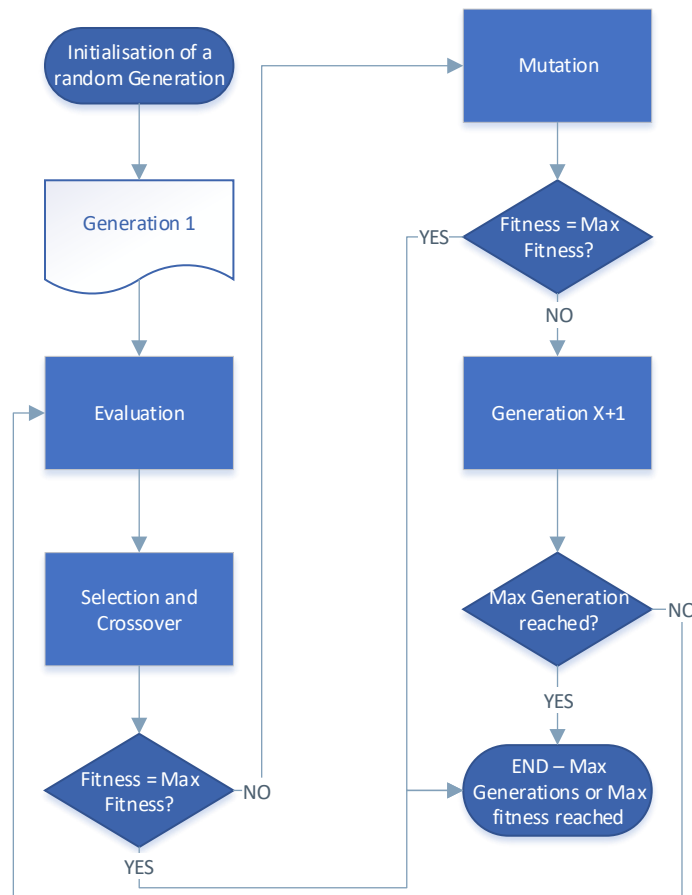 Initialisation of a
random Generation
Generation 1
Evaluation
Selection and
Crossover
Fitness = Max
Fitness?
NO
YES
Mutation
Fitness = Max
Fitness?
YES
NO
Generation X+1
Max Generation
reached?
NO
YES
END – Max
Generations or Max
fitness reached